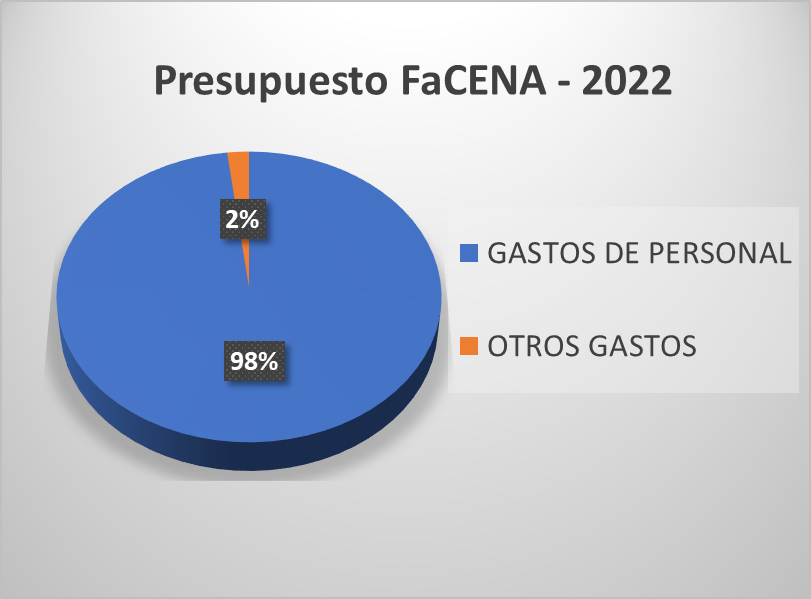 Presupuesto FaCENA - 2022
2%
98%
GASTOS DE PERSONAL
OTROS GASTOS